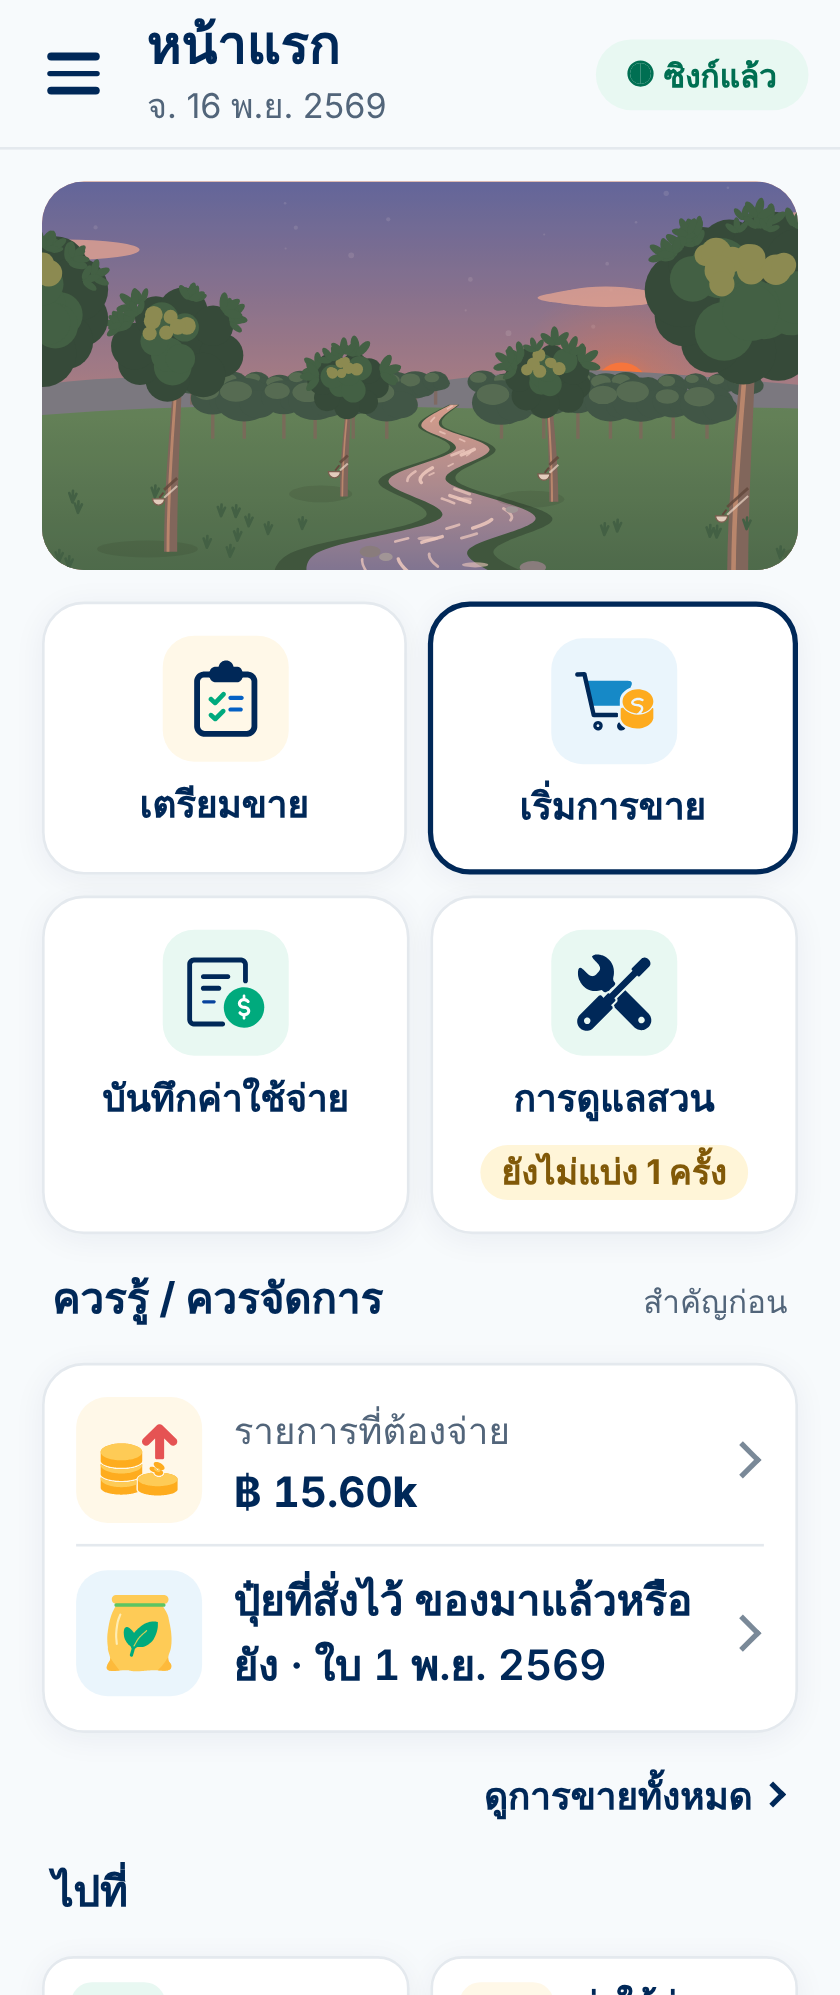 หน้าแรก
จ. 16 พ.ย. 2569
ซิงก์แล้ว
เตรียมขาย
เริ่มการขาย
บันทึกค่าใช้จ่าย
การดูแลสวน
ยังไม่แบ่ง 1 ครั้ง
ควรรู้ / ควรจัดการ
สำคัญก่อน
รายการที่ต้องจ่าย
฿ 15.60k
ปุ๋ยที่สั่งไว้ ของมาแล้วหรือ
ยัง · ใบ 1 พ.ย. 2569
ดูการขายทั้งหมด
ไปที่